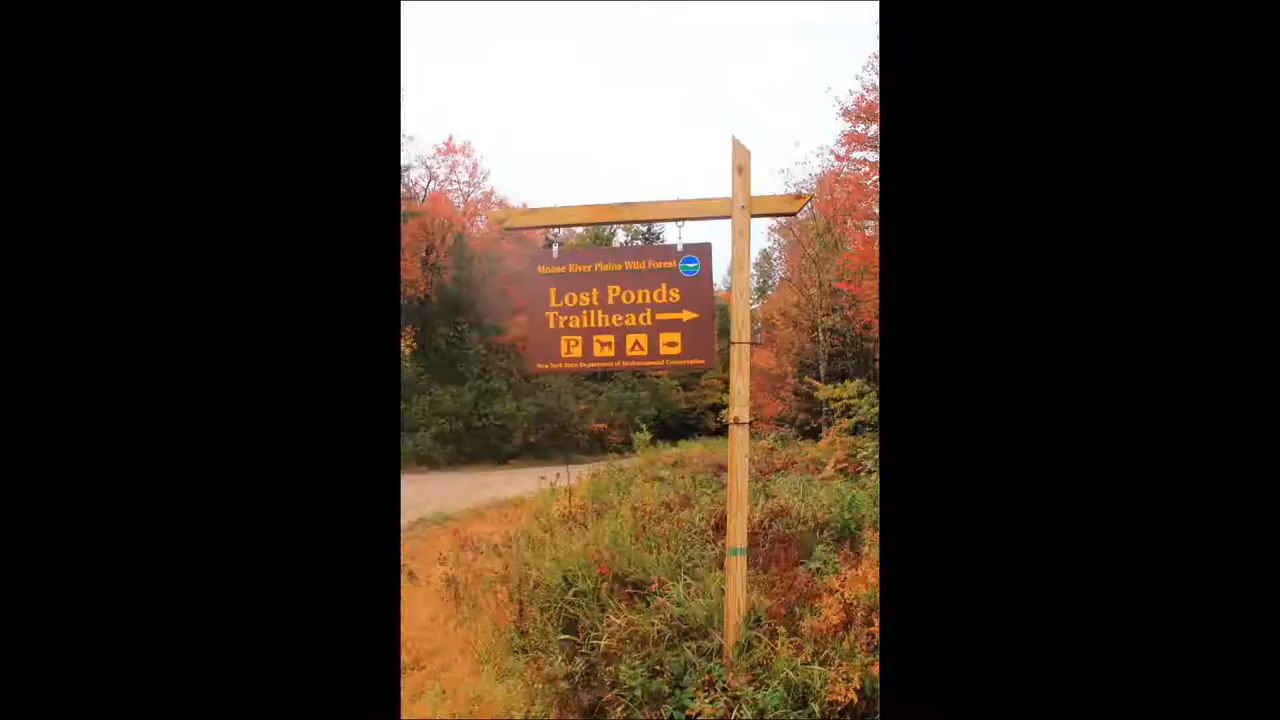 Moose River Plains Wild Forest
Lost Ponds
Trailhead
P
New York State Department of Environmental Conservation